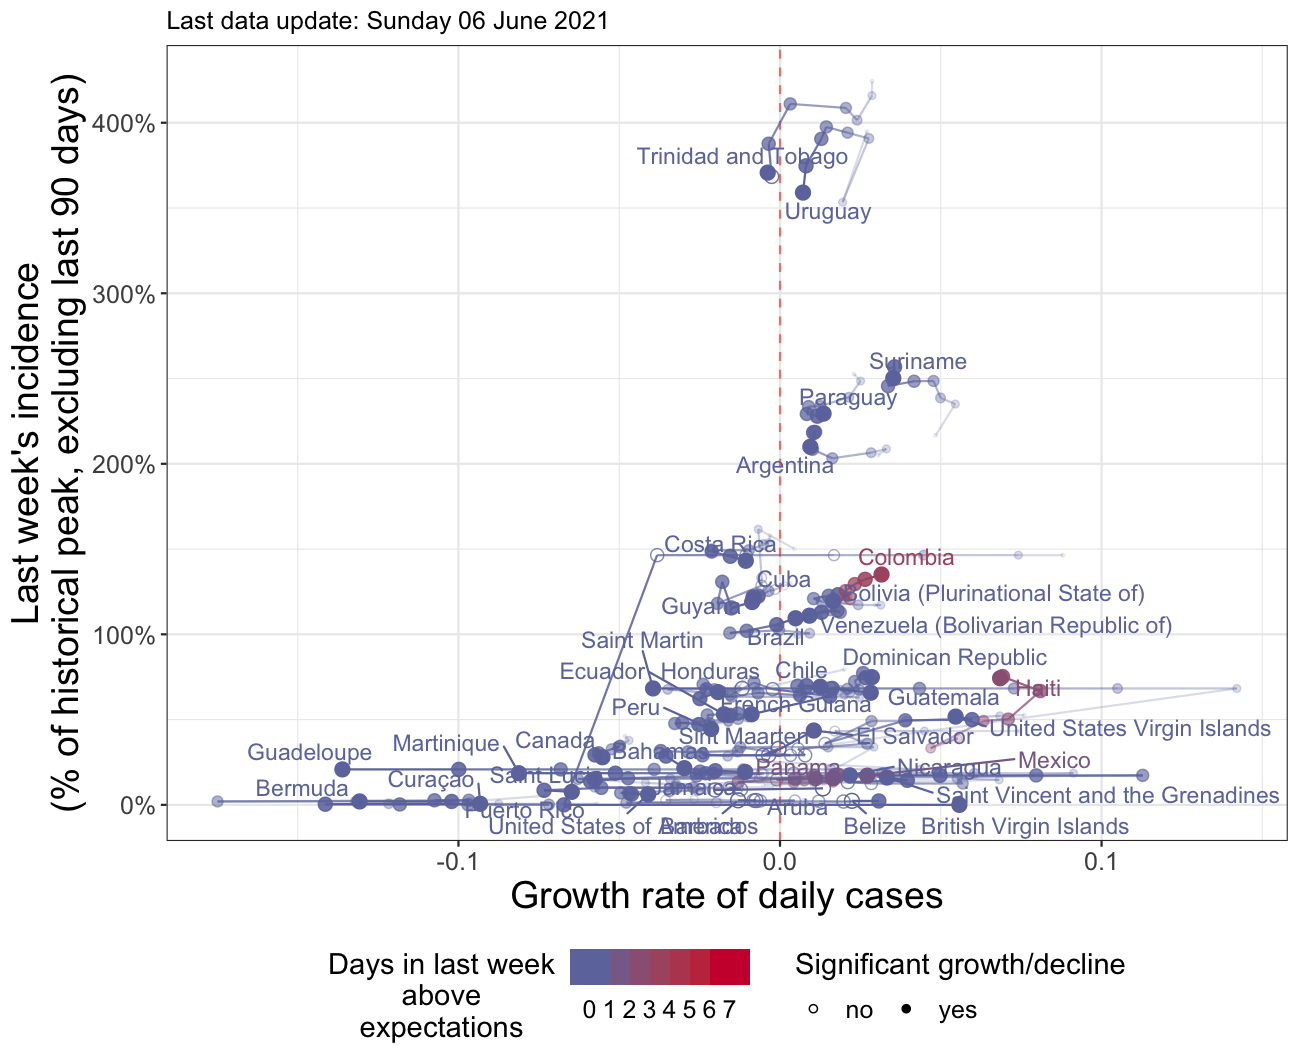 Last data update: Sunday 06 June 2021
Last week's incidence
(% of historical peak, excluding last 90 days)
400%
300%
200%
100%
0%
Trinidad and Tobago
Uruguay
Suriname
Paraguay
Argentina
Costa Rica
Colombia
Cuba
Bolivia (Plurinational State of)
Guyana
Venezuela (Bolivarian Republic of)
Brazil
Saint Martin
Dominican Republic
Ecuador
Honduras
Chile
Haiti
Guatemala
French Guiana
Peru
United States Virgin Islands
Sint Maarten
El Salvador
Martinique
Canada
Guadeloupe
Bahamas
Mexico
Panama
Nicaragua
Saint Lucia
Curaçao
Bermuda
Jamaica
Saint Vincent and the Grenadines
Puerto Rico
Aruba
United States of America
Barbados
Belize
British Virgin Islands
-0.1
0.0
0.1
Growth rate of daily cases
Days in last week
above
expectations
0 1 2 3 4 5 6 7
Significant growth/decline
no
yes